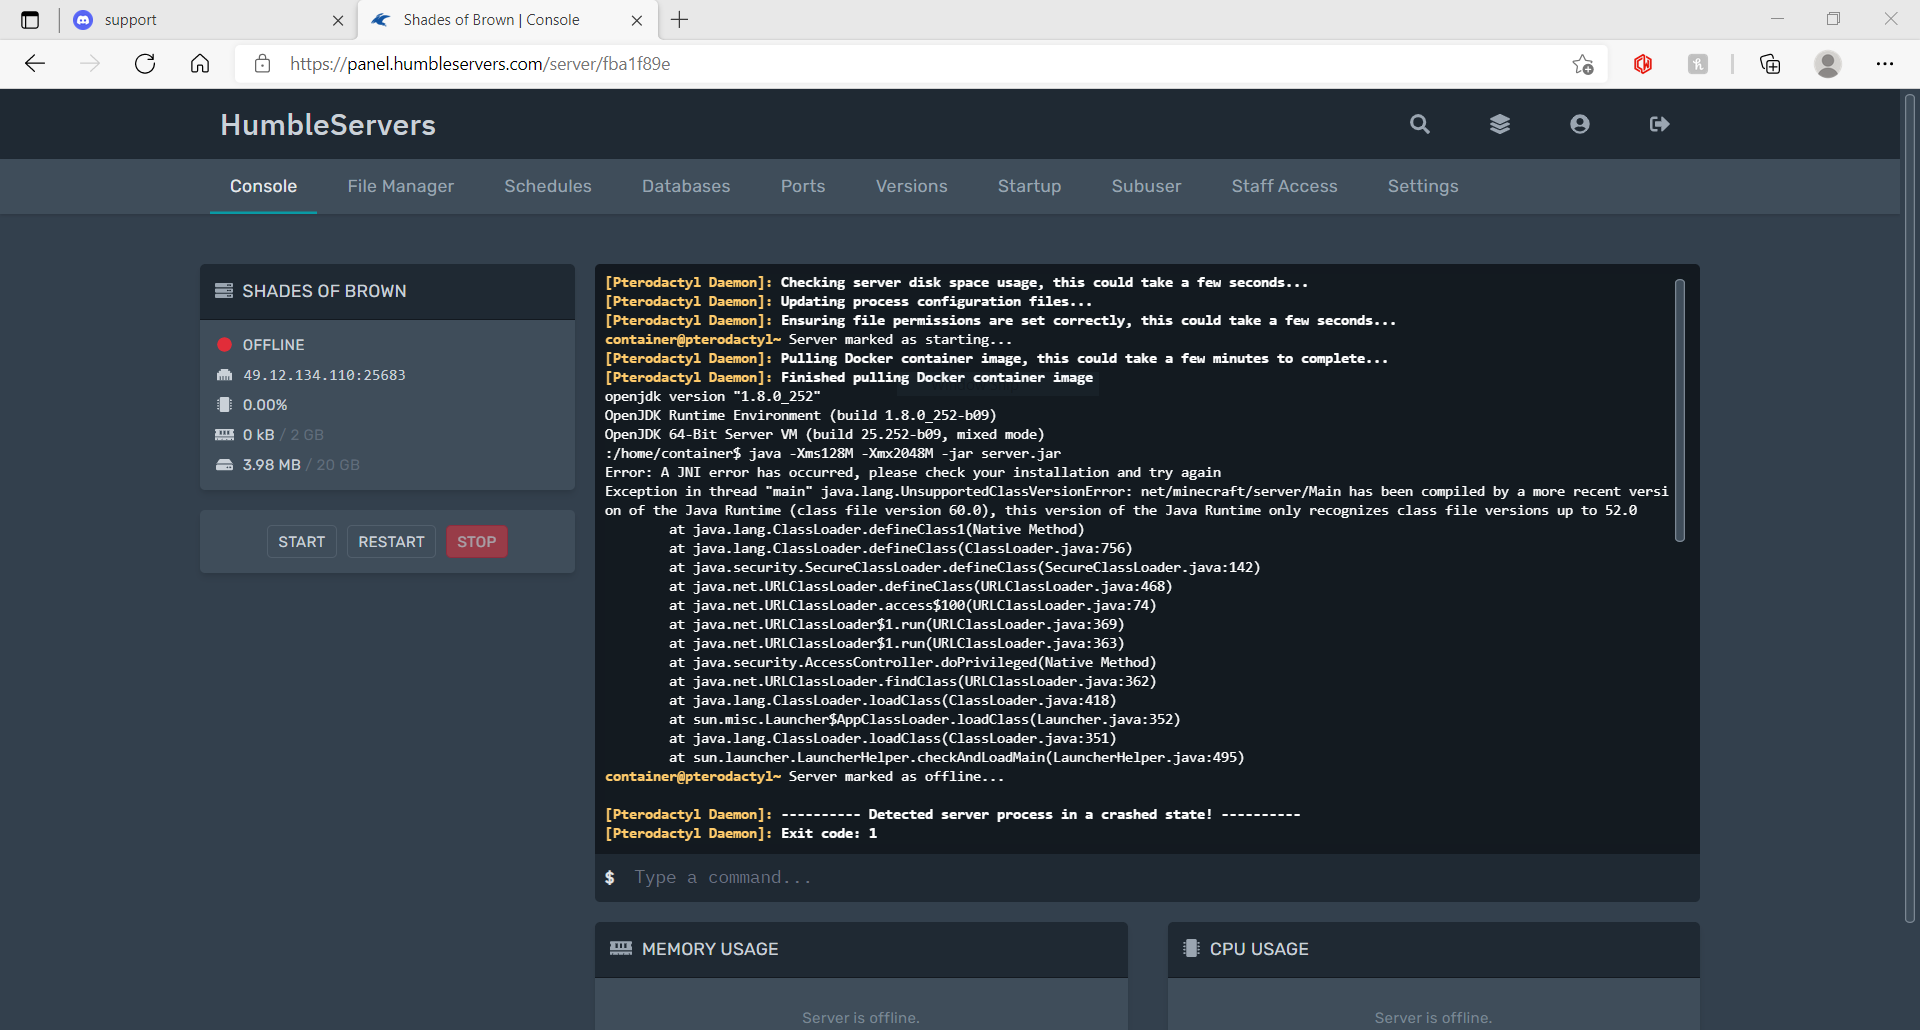 support
Shades of Brown | Console
https://panel.humbleservers.com/server/fba1f89e
HumbleServers
Console File Manager Schedules Databases Ports Versions Startup Subuser Staff Access Settings
SHADES OF BROWN
OFFLINE
49.12.134.110:25683
0.00%
0 kB / 2 GB
3.98 MB / 20 GB
START RESTART STOP
[Pterodactyl Daemon]: Checking server disk space usage, this could take a few seconds...
[Pterodactyl Daemon]: Updating process configuration files...
[Pterodactyl Daemon]: Ensuring file permissions are set correctly, this could take a few seconds...
container@pterodactyl~ Server marked as starting...
[Pterodactyl Daemon]: Pulling Docker container image, this could take a few minutes to complete...
[Pterodactyl Daemon]: Finished pulling Docker container image
openjdk version "1.8.0_252"
OpenJDK Runtime Environment (build 1.8.0_252-b09)
OpenJDK 64-Bit Server VM (build 25.252-b09, mixed mode)
:/home/container$ java -Xms128M -Xmx2048M -jar server.jar
Error: A JNI error has occurred, please check your installation and try again
Exception in thread "main" java.lang.UnsupportedClassVersionError: net/minecraft/server/Main has been compiled by a more recent versi
on of the Java Runtime (class file version 60.0), this version of the Java Runtime only recognizes class file versions up to 52.0
at java.lang.ClassLoader.defineClass1(Native Method)
at java.lang.ClassLoader.defineClass(ClassLoader.java:756)
at java.security.SecureClassLoader.defineClass(SecureClassLoader.java:142)
at java.net.URLClassLoader.defineClass(URLClassLoader.java:468)
at java.net.URLClassLoader.access$100(URLClassLoader.java:74)
at java.net.URLClassLoader$1.run(URLClassLoader.java:369)
at java.net.URLClassLoader$1.run(URLClassLoader.java:363)
at java.security.AccessController.doPrivileged(Native Method)
at java.net.URLClassLoader.findClass(URLClassLoader.java:362)
at java.lang.ClassLoader.loadClass(ClassLoader.java:418)
at sun.misc.Launcher$AppClassLoader.loadClass(Launcher.java:352)
at java.lang.ClassLoader.loadClass(ClassLoader.java:351)
at sun.launcher.LauncherHelper.checkAndLoadMain(LauncherHelper.java:495)
container@pterodactyl~ Server marked as offline...
[Pterodactyl Daemon]: ---------- Detected server process in a crashed state! ----------
[Pterodactyl Daemon]: Exit code: 1
$ Type a command...
MEMORY USAGE
Server is offline.
CPU USAGE
Server is offline.